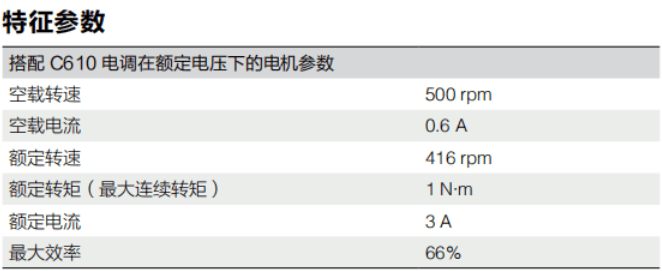 特征参数
搭配 C610 电调在额定电压下的电机参数
空载转速 500 rpm
空载电流 0.6 A
额定转速 416 rpm
额定转矩（最大连续转矩） 1 N·m
额定电流 3 A
最大效率 66%